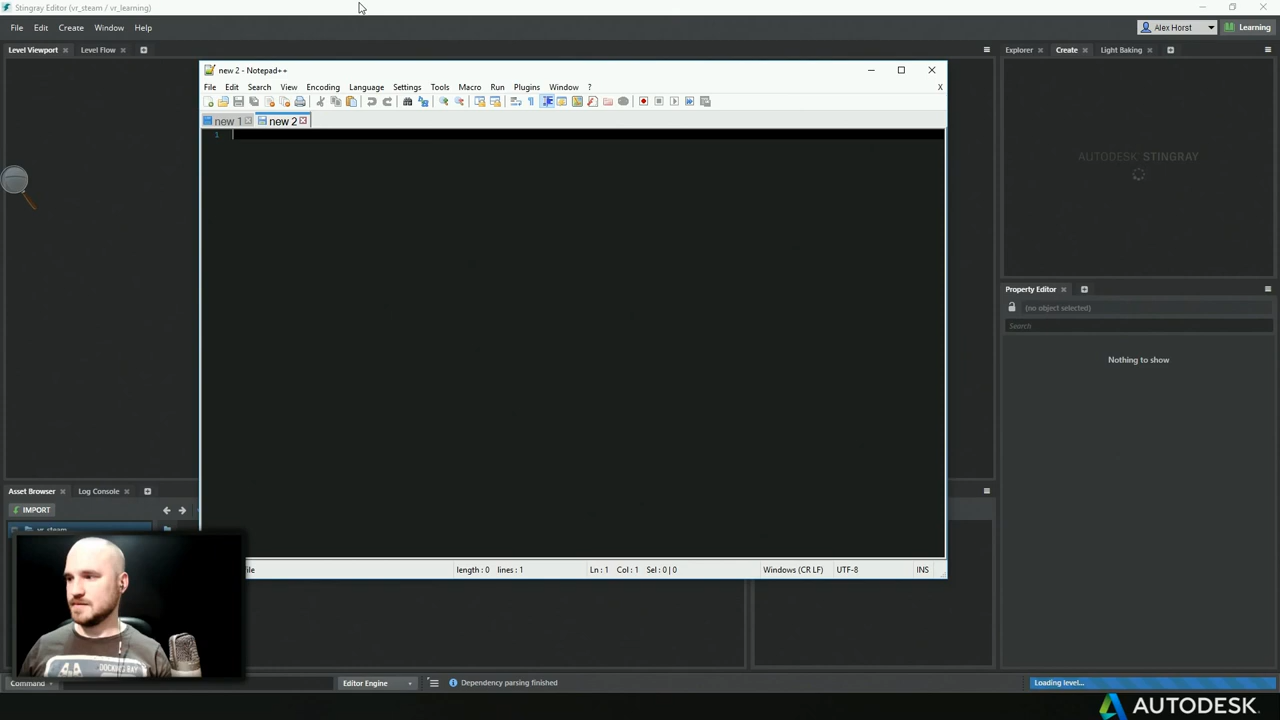 Stingray Editor (vr_steam / vr_learning)
File Edit Create Window Help
Alex Horst Learning
Level Viewport Level Flow
Explorer Create Light Baking
new 2 - Notepad++
File Edit Search View Encoding Language Settings Tools Macro Run Plugins Window ? X
new 1 new 2
1
AUTODESK STINGRAY
Property Editor
(no object selected)
Search
Nothing to show
Asset Browser Log Console
IMPORT
vr_steam
file length : 0 lines : 1 Ln : 1 Col : 1 Sel : 0 | 0 Windows (CR LF) UTF-8 INS
DOCKIN'S BAY
Command Editor Engine Dependency parsing finished Loading level...
AUTODESK.